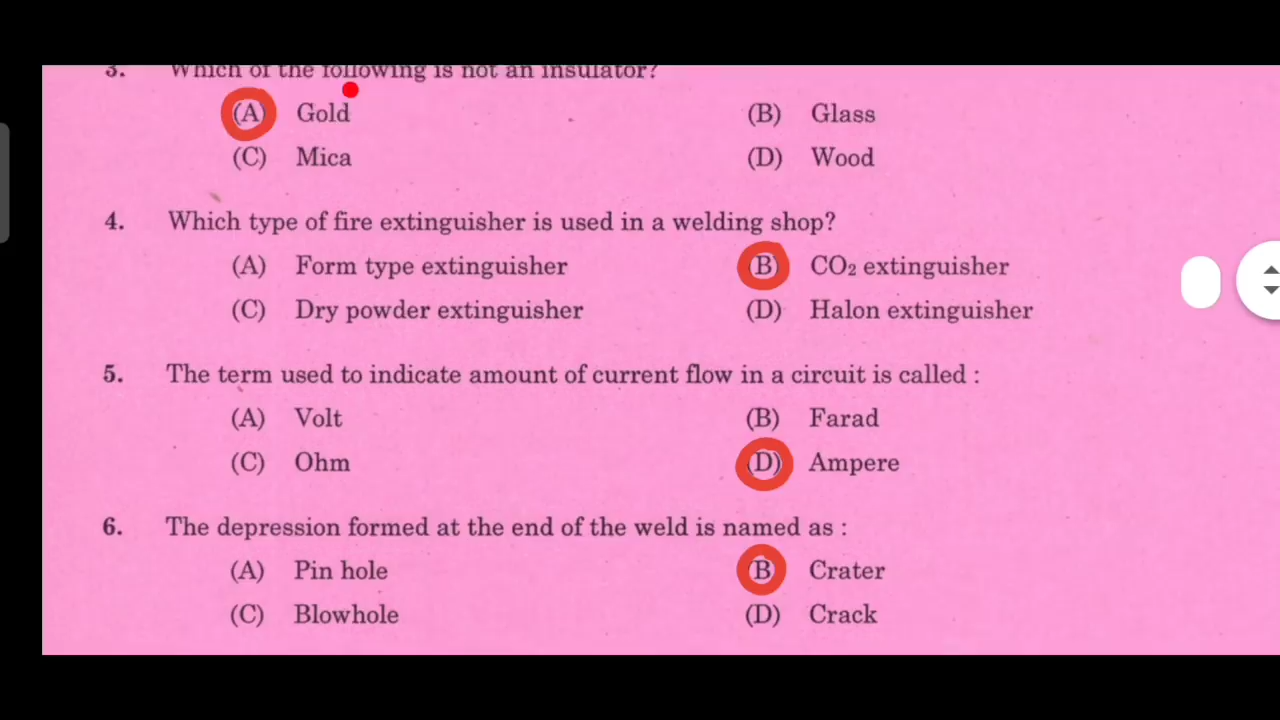 3. Which of the following is not an insulator?
(A) Gold (B) Glass
(C) Mica (D) Wood
4. Which type of fire extinguisher is used in a welding shop?
(A) Form type extinguisher (B) CO₂ extinguisher
(C) Dry powder extinguisher (D) Halon extinguisher
5. The term used to indicate amount of current flow in a circuit is called :
(A) Volt (B) Farad
(C) Ohm (D) Ampere
6. The depression formed at the end of the weld is named as :
(A) Pin hole (B) Crater
(C) Blowhole (D) Crack